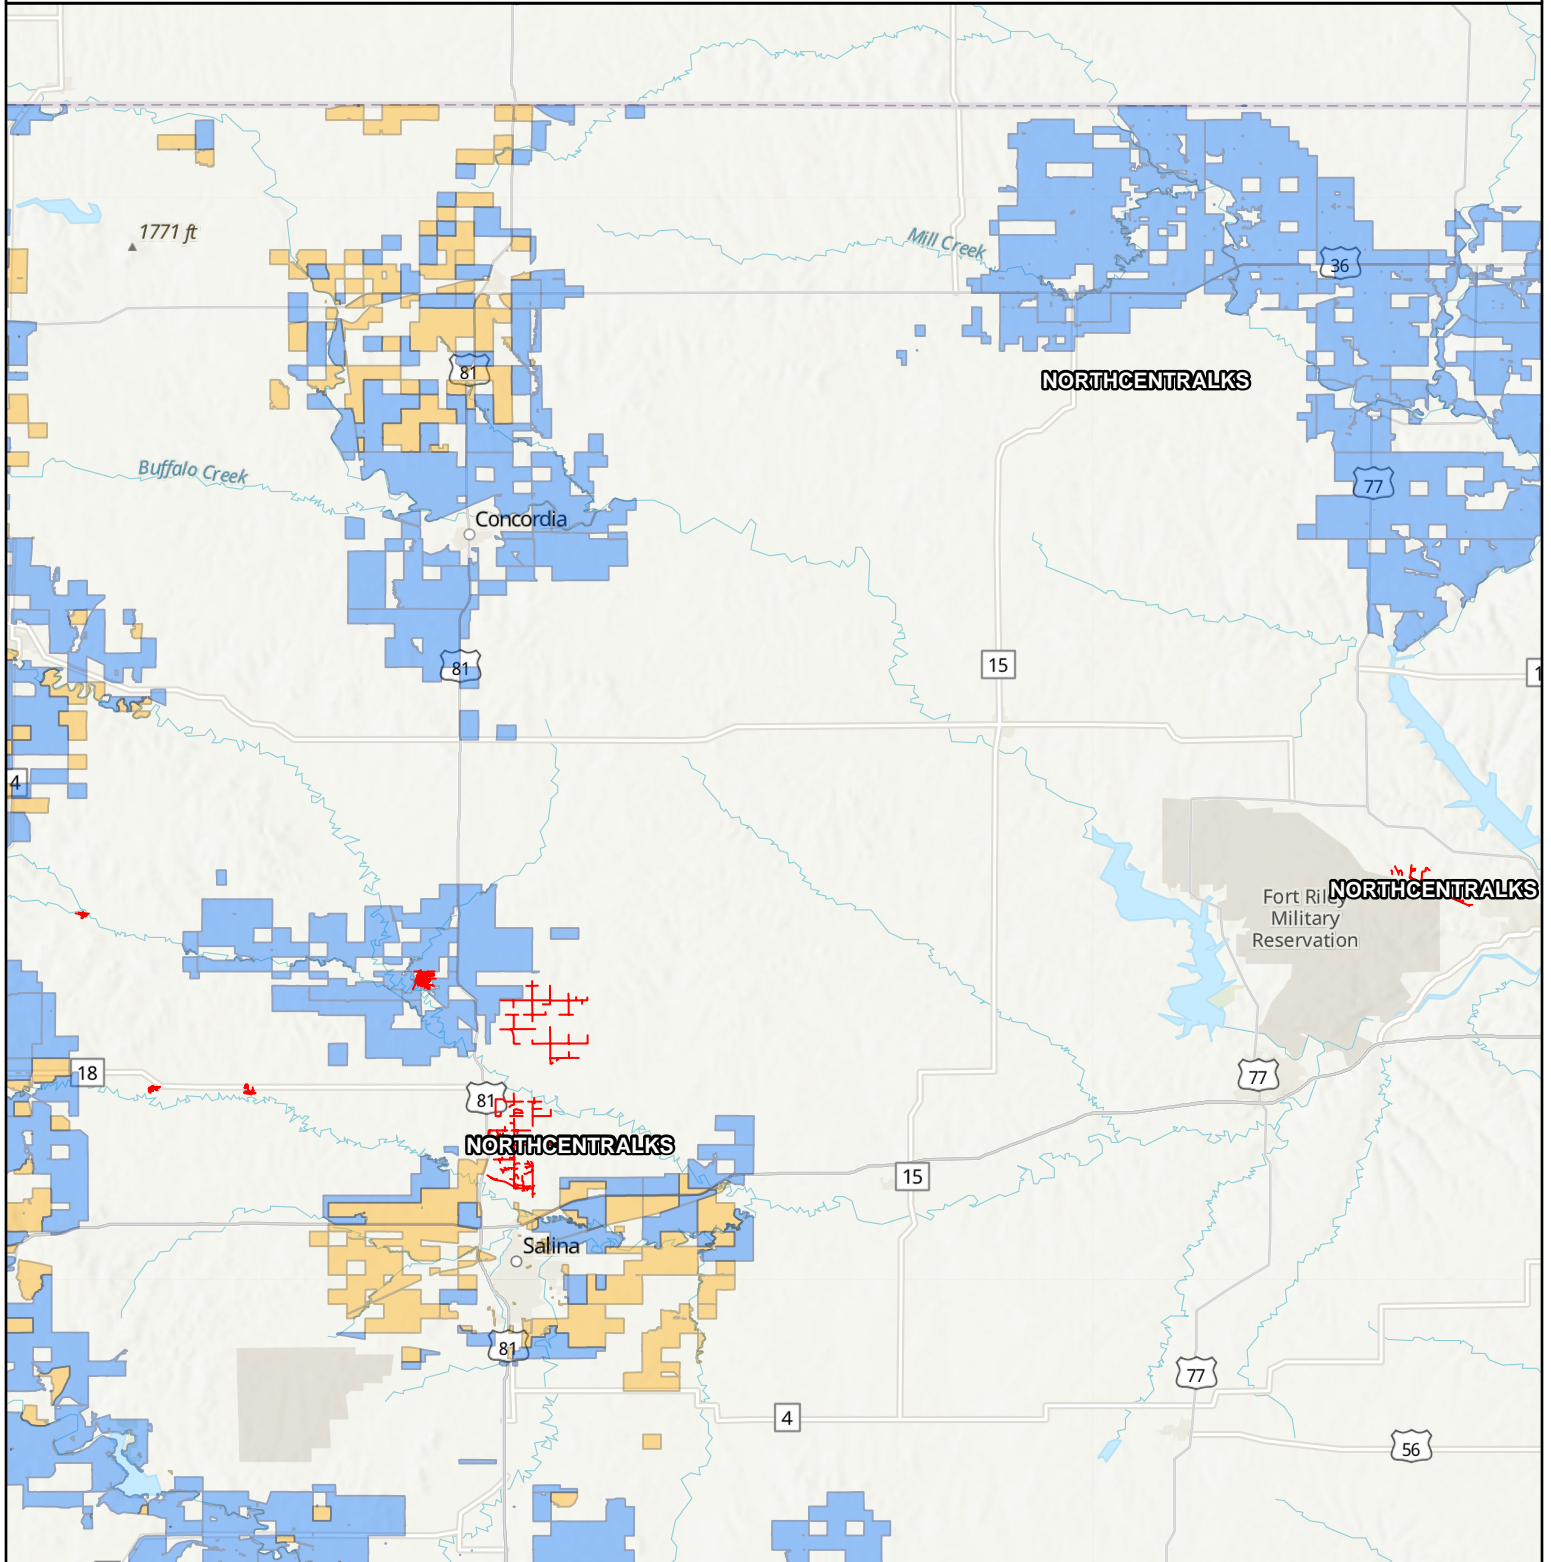 1771 ft
Mill Creek
36
81
NORTHCENTRALKS
Buffalo Creek
77
Concordia
81
15
4
Fort Riley
Military
Reservation
NORTHCENTRALKS
18
81
77
NORTHCENTRALKS
15
Salina
81
77
4
56